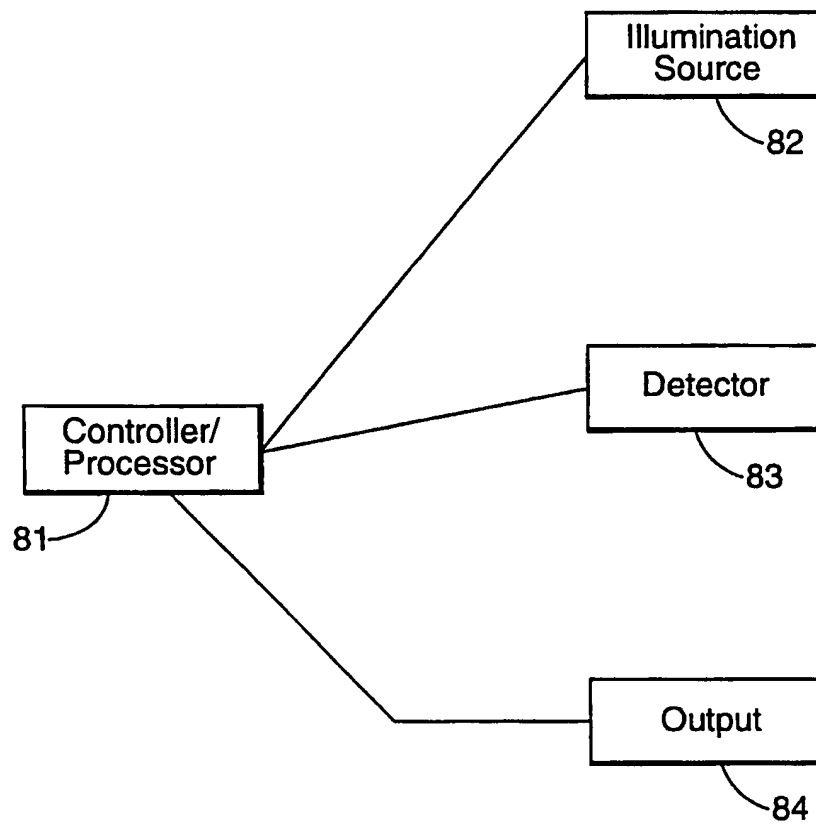 Illumination
Source
82
Detector
83
Controller/
Processor
81
Output
84